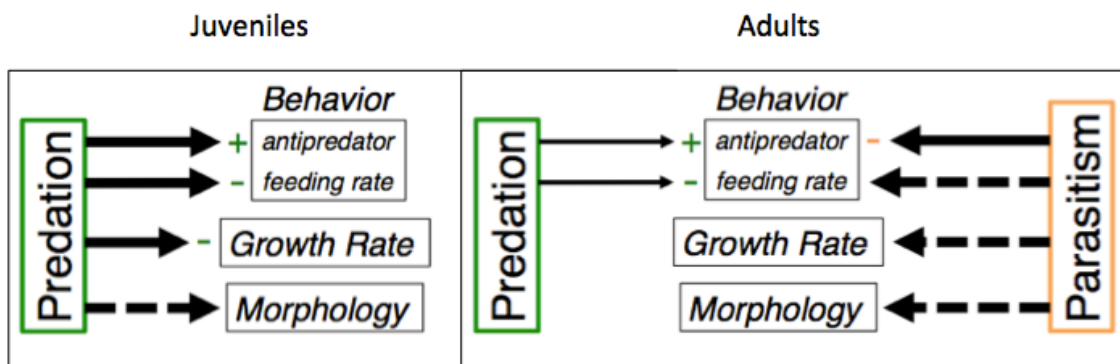 Juveniles
Adults
Predation
Behavior
+ antipredator
- feeding rate
- Growth Rate
Morphology
Predation
Behavior
+ antipredator -
- feeding rate
Growth Rate
Morphology
Parasitism